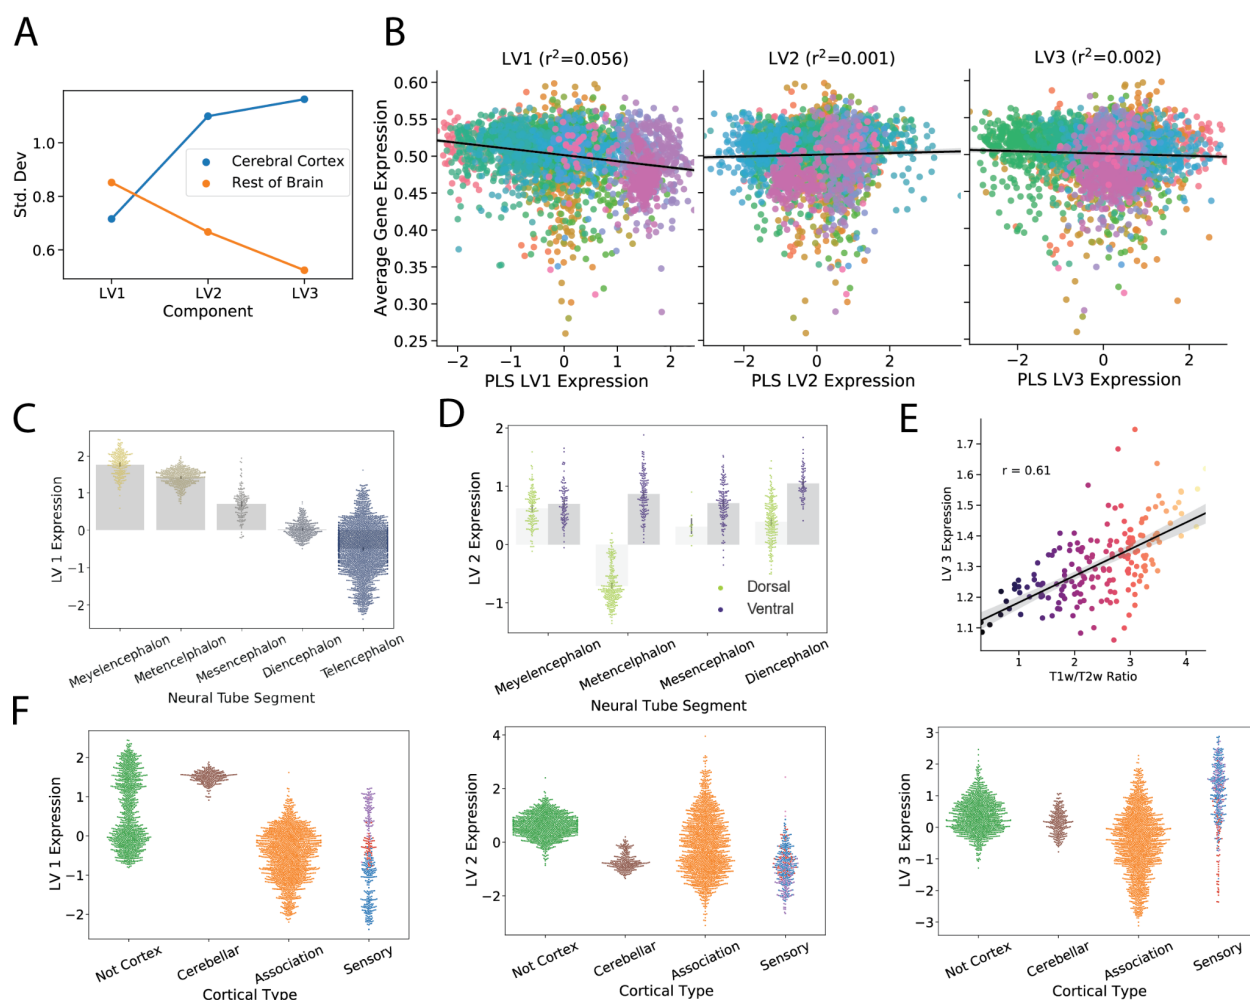 A
1.0
0.8
0.6
Std. Dev
Cerebral Cortex
Rest of Brain
LV1 LV2 LV3
Component
B
LV1 (r²=0.056) LV2 (r²=0.001) LV3 (r²=0.002)
0.60
0.55
0.50
0.45
0.40
0.35
0.30
0.25
Average Gene Expression
−2 −1 0 1 2
PLS LV1 Expression
−2 0 2
PLS LV2 Expression
−2 0 2
PLS LV3 Expression
C
2
1
0
−1
−2
LV 1 Expression
Meyelencephalon Metencelphalon Mesencephalon Diencephalon Telencephalon
Neural Tube Segment
D
2
1
0
−1
LV 2 Expression
Dorsal
Ventral
Meyelencephalon Metencelphalon Mesencephalon Diencephalon
Neural Tube Segment
E
1.7
1.6
1.5
1.4
1.3
1.2
1.1
LV 3 Expression
r = 0.61
1 2 3 4
T1w/T2w Ratio
F
2
1
0
−1
−2
LV 1 Expression
Not Cortex Cerebellar Association Sensory
Cortical Type
4
2
0
−2
LV 2 Expression
Not Cortex Cerebellar Association Sensory
Cortical Type
3
2
1
0
−1
−2
−3
LV 3 Expression
Not Cortex Cerebellar Association Sensory
Cortical Type